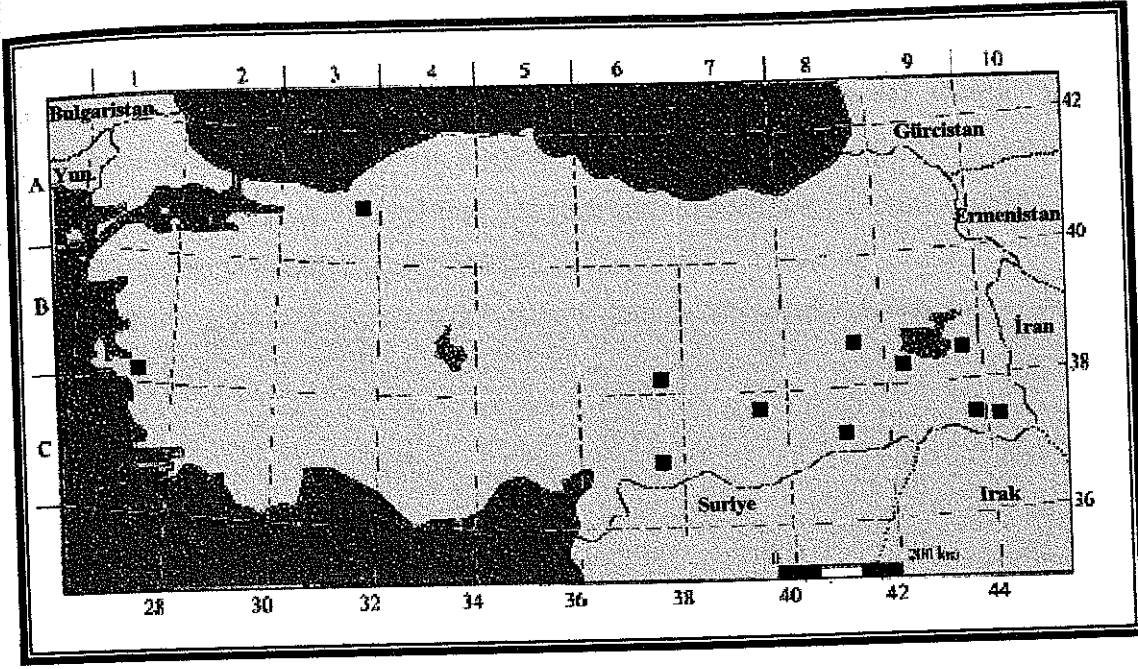 1 2 3 4 5 6 7 8 9 10
Bulgaristan
42
Gürcistan
Yun.
A
Ermenistan
40
B
İran
38
C
Suriye
Irak
36
0 200 km
28 30 32 34 36 38 40 42 44